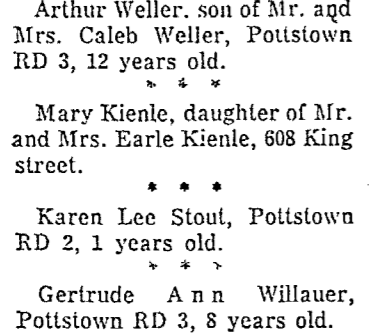 Arthur Weller. son of Mr. and
Mrs. Caleb Weller, Pottstown
RD 3, 12 years old.
* * *
Mary Kienle, daughter of Mr.
and Mrs. Earle Kienle, 608 King
street.
* * *
Karen Lee Stout, Pottstown
RD 2, 1 years old.
* * *
Gertrude Ann Willauer,
Pottstown RD 3, 8 years old.